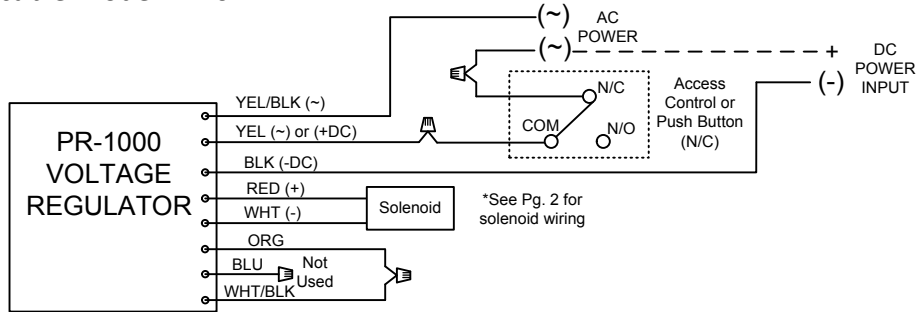 (~) AC
POWER
(~)
+ DC
POWER
INPUT
(-)
N/C
Access
Control or
Push Button
(N/C)
COM
N/O
YEL/BLK (~)
YEL (~) or (+DC)
BLK (-DC)
RED (+)
WHT (-)
ORG
BLU
WHT/BLK
PR-1000
VOLTAGE
REGULATOR
Solenoid
*See Pg. 2 for
solenoid wiring
Not
Used